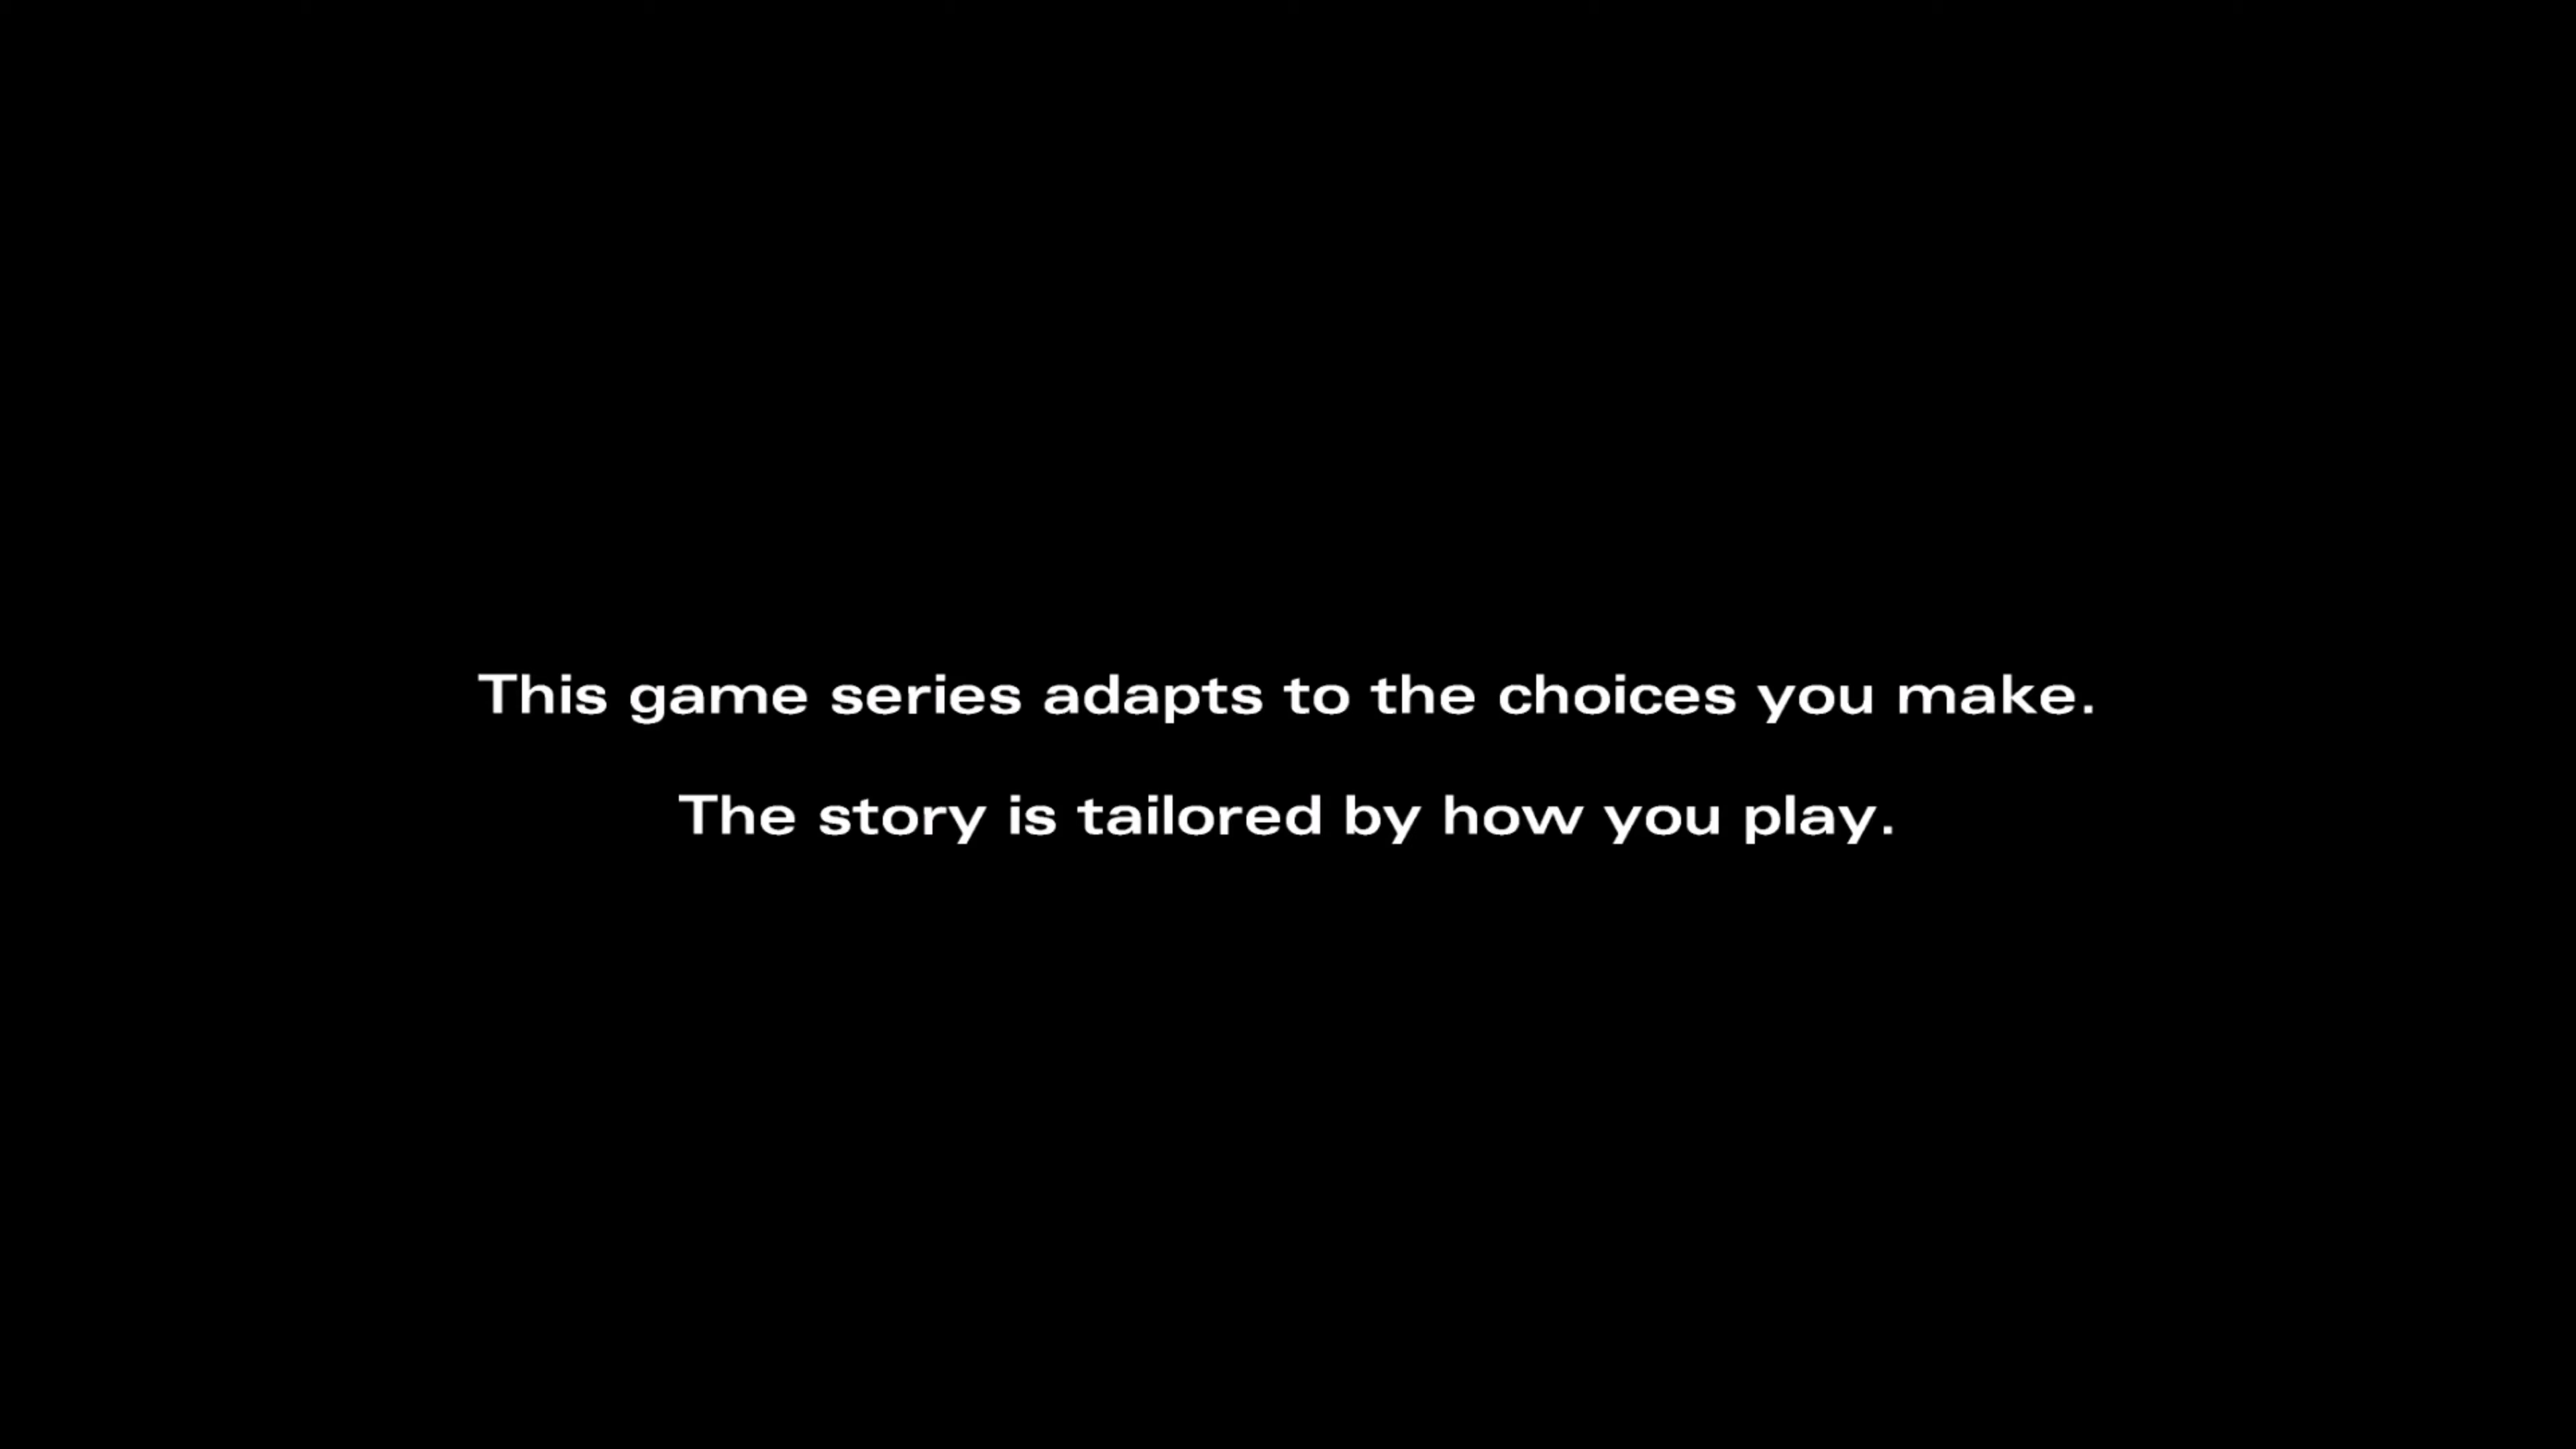 This game series adapts to the choices you make.
The story is tailored by how you play.